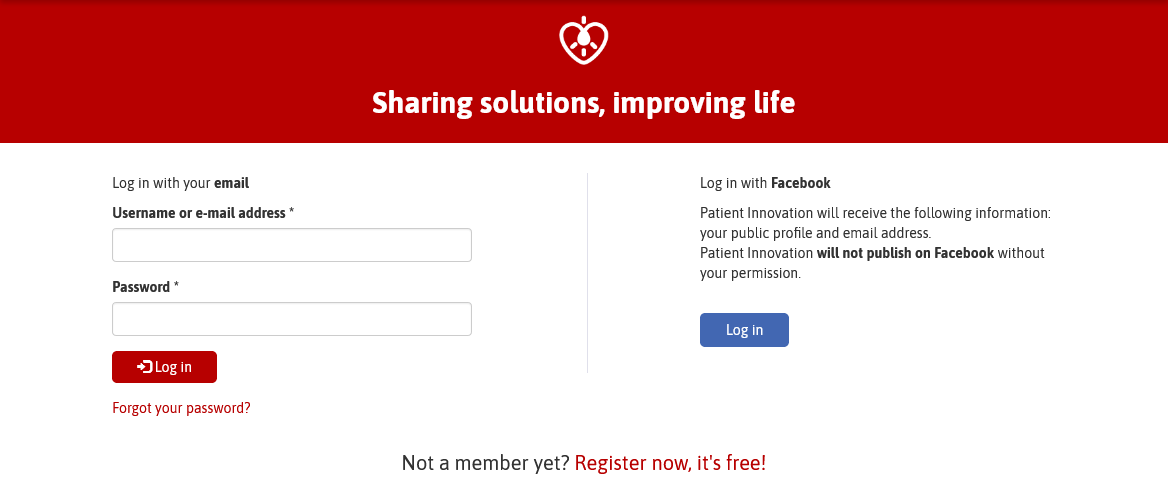 Sharing solutions, improving life
Log in with your email
Username or e-mail address *
Password *
Log in
Forgot your password?
Log in with Facebook
Patient Innovation will receive the following information:
your public profile and email address.
Patient Innovation will not publish on Facebook without
your permission.
Log in
Not a member yet? Register now, it's free!